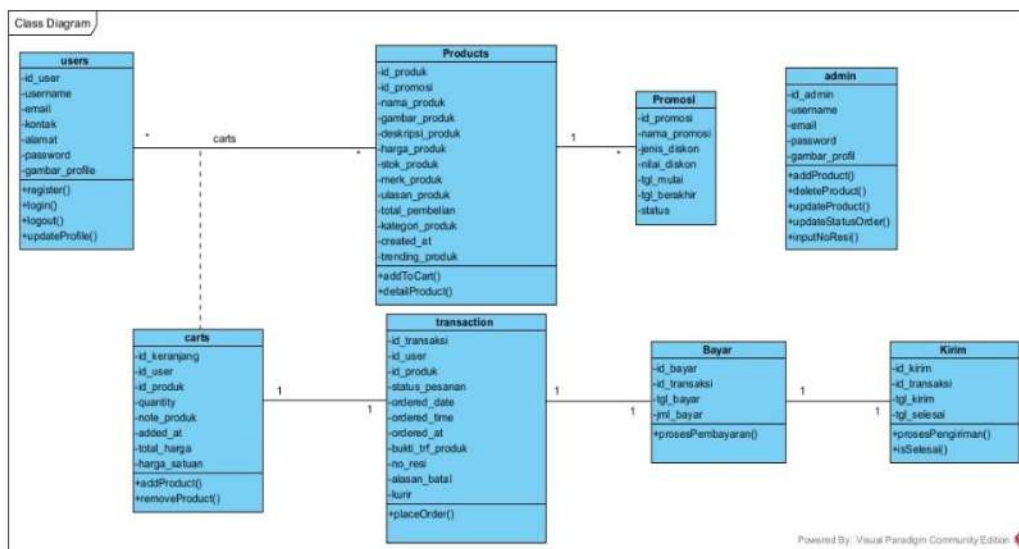 Class Diagram
users
-id_user
-username
-email
-kontak
-alamat
-password
-gambar_profile
+register()
+login()
+logout()
+updateProfile()
*
carts
*
Products
-id_produk
-id_promosi
-nama_produk
-gambar_produk
-deskripsi_produk
-harga_produk
-stok_produk
-merk_produk
-ulasan_produk
-total_pembelian
-kategori_produk
-created_at
-trending_produk
+addToCart()
+detailProduct()
1
*
Promosi
-id_promosi
-nama_promosi
-jenis_diskon
-nilai_diskon
-tgl_mulai
-tgl_berakhir
-status
admin
-id_admin
-username
-email
-password
-gambar_profil
+addProduct()
+deleteProduct()
+updateProduct()
+updateStatusOrder()
+inputNoResi()
carts
-id_keranjang
-id_user
-id_produk
-quantity
-note_produk
-added_at
-total_harga
-harga_satuan
+addProduct()
+removeProduct()
1
1
transaction
-id_transaksi
-id_user
-id_produk
-status_pesanan
-ordered_date
-ordered_time
-ordered_at
-bukti_trf_produk
-no_resi
-alasan_batal
-kurir
+placeOrder()
1
1
Bayar
-id_bayar
-id_transaksi
-tgl_bayar
-jml_bayar
+prosesPembayaran()
1
1
Kirim
-id_kirim
-id_transaksi
-tgl_kirim
-tgl_selesai
+prosesPengiriman()
+isSelesai()
Powered By: Visual Paradigm Community Edition